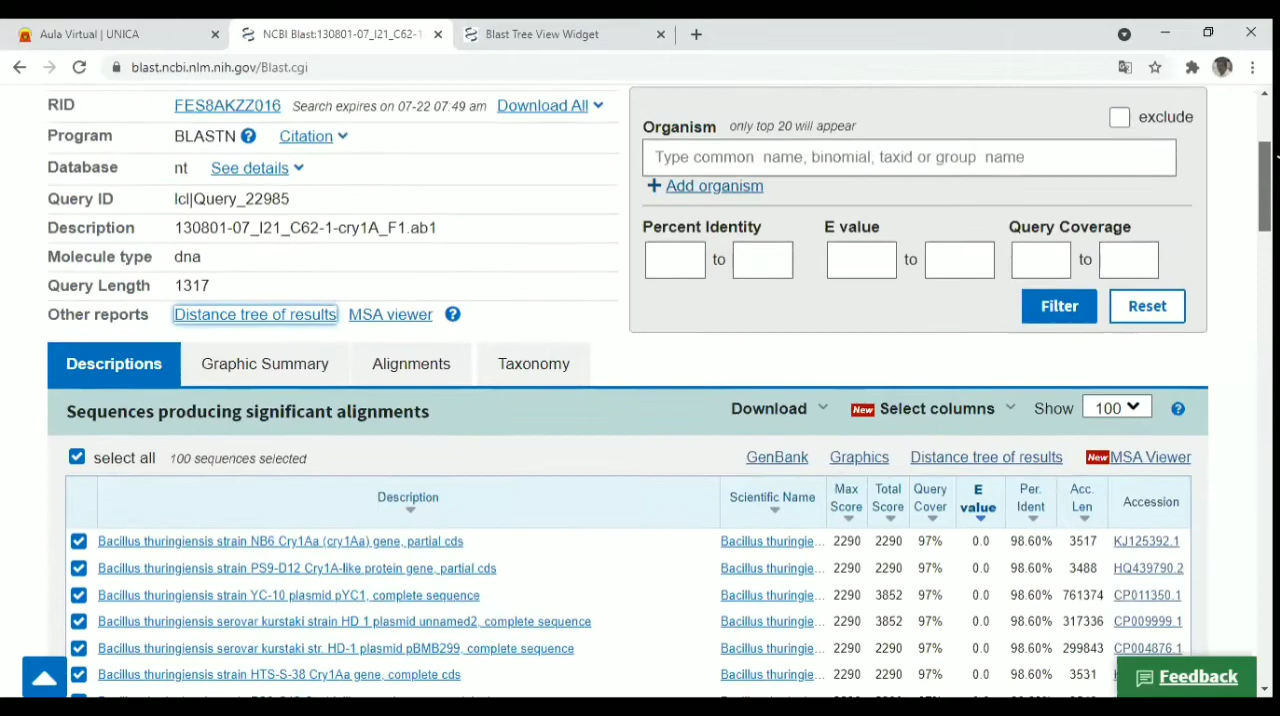 Aula Virtual | UNICA
NCBI Blast:130801-07_I21_C62-1-
Blast Tree View Widget
blast.ncbi.nlm.nih.gov/Blast.cgi
RID FES8AKZZ016 Search expires on 07-22 07:49 am Download All
Program BLASTN Citation
Database nt See details
Query ID lcl|Query_22985
Description 130801-07_I21_C62-1-cry1A_F1.ab1
Molecule type dna
Query Length 1317
Other reports Distance tree of results MSA viewer
exclude
Organism only top 20 will appear
Type common name, binomial, taxid or group name
Add organism
Percent Identity E value Query Coverage
to to to
Filter Reset
Descriptions Graphic Summary Alignments Taxonomy
Sequences producing significant alignments Download New Select columns Show 100
select all 100 sequences selected GenBank Graphics Distance tree of results New MSA Viewer
Description Scientific Name Max Score Total Score Query Cover E value Per. Ident Acc. Len Accession
Bacillus thuringiensis strain NB6 Cry1Aa (cry1Aa) gene, partial cds Bacillus thuringie... 2290 2290 97% 0.0 98.60% 3517 KJ125392.1
Bacillus thuringiensis strain PS9-D12 Cry1A-like protein gene, partial cds Bacillus thuringie... 2290 2290 97% 0.0 98.60% 3488 HQ439790.2
Bacillus thuringiensis strain YC-10 plasmid pYC1, complete sequence Bacillus thuringie... 2290 3852 97% 0.0 98.60% 761374 CP011350.1
Bacillus thuringiensis serovar kurstaki strain HD 1 plasmid unnamed2, complete sequence Bacillus thuringie... 2290 3852 97% 0.0 98.60% 317336 CP009999.1
Bacillus thuringiensis serovar kurstaki str. HD-1 plasmid pBMB299, complete sequence Bacillus thuringie... 2290 3852 97% 0.0 98.60% 299843 CP004876.1
Bacillus thuringiensis strain HTS-S-38 Cry1Aa gene, complete cds Bacillus thuringie... 2290 2290 97% 0.0 98.60% 3531
Feedback